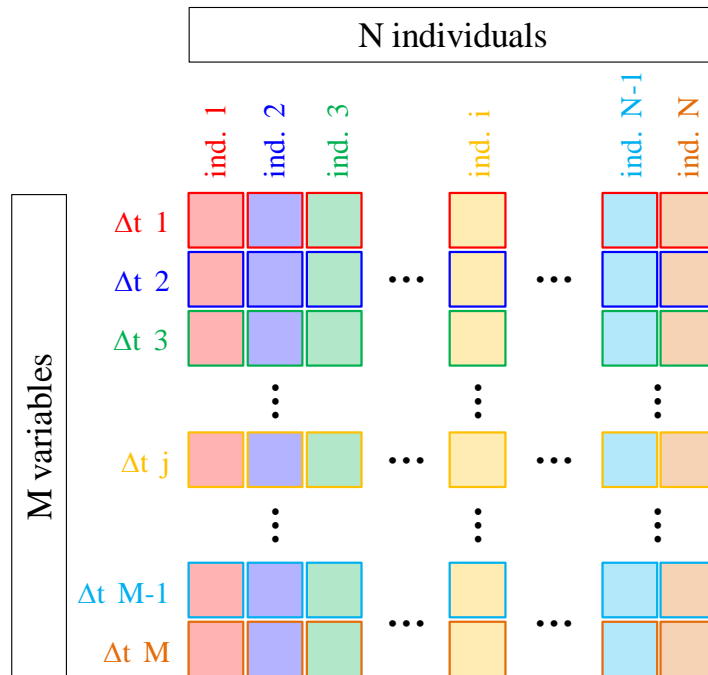 N individuals
ind. 1
ind. 2
ind. 3
ind. i
ind. N-1
ind. N
M variables
Δt 1
Δt 2
Δt 3
Δt j
Δt M-1
Δt M